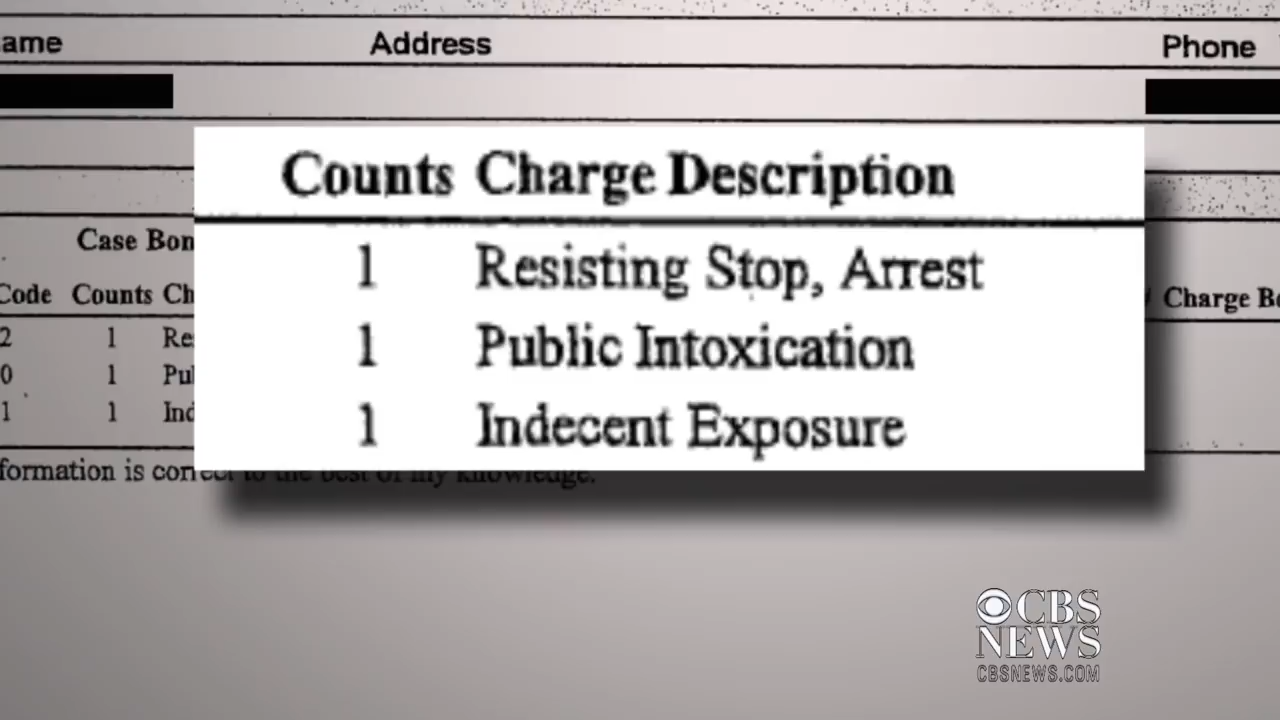 ame Address Phone
Counts Charge Description
1 Resisting Stop, Arrest
1 Public Intoxication
1 Indecent Exposure
Case Bon
Code Counts Ch
Charge B
2 1 Re
0 1 Pul
1 1 Ind
formation is correct to the best of my knowledge.
CBS
NEWS
CBSNEWS.COM